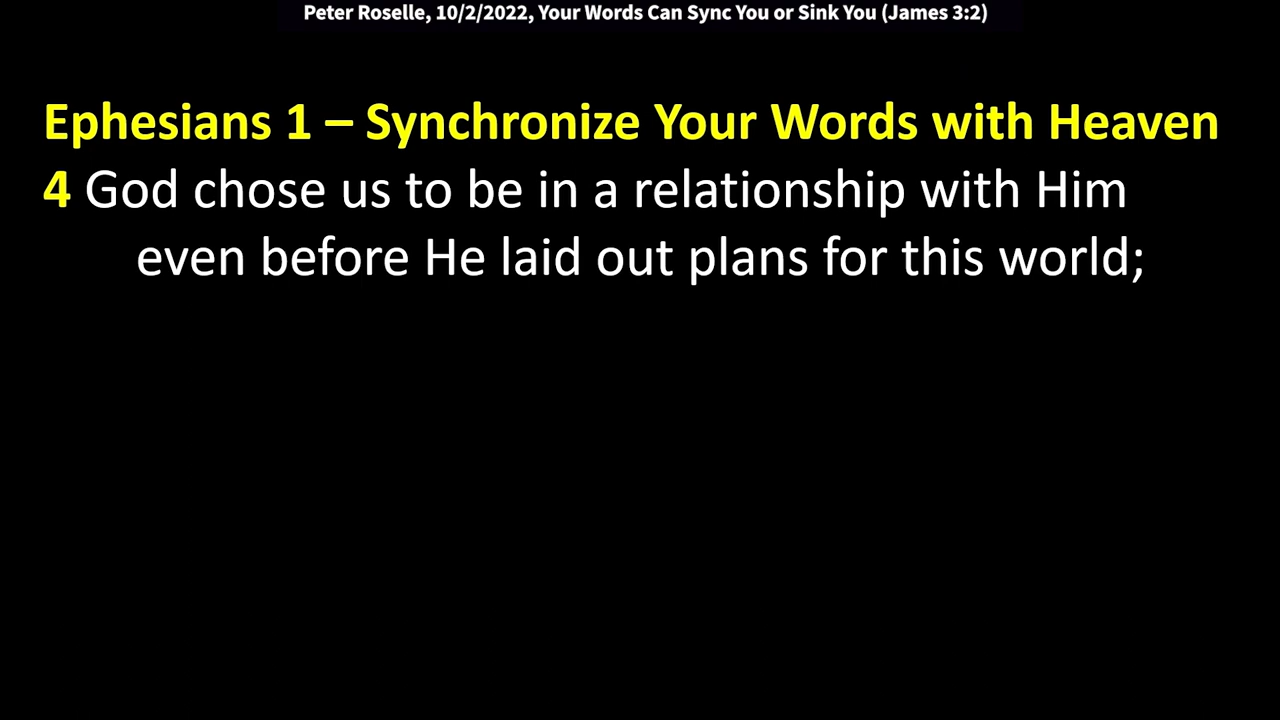 Peter Roselle, 10/2/2022, Your Words Can Sync You or Sink You (James 3:2)
Ephesians 1 – Synchronize Your Words with Heaven
4 God chose us to be in a relationship with Him
even before He laid out plans for this world;